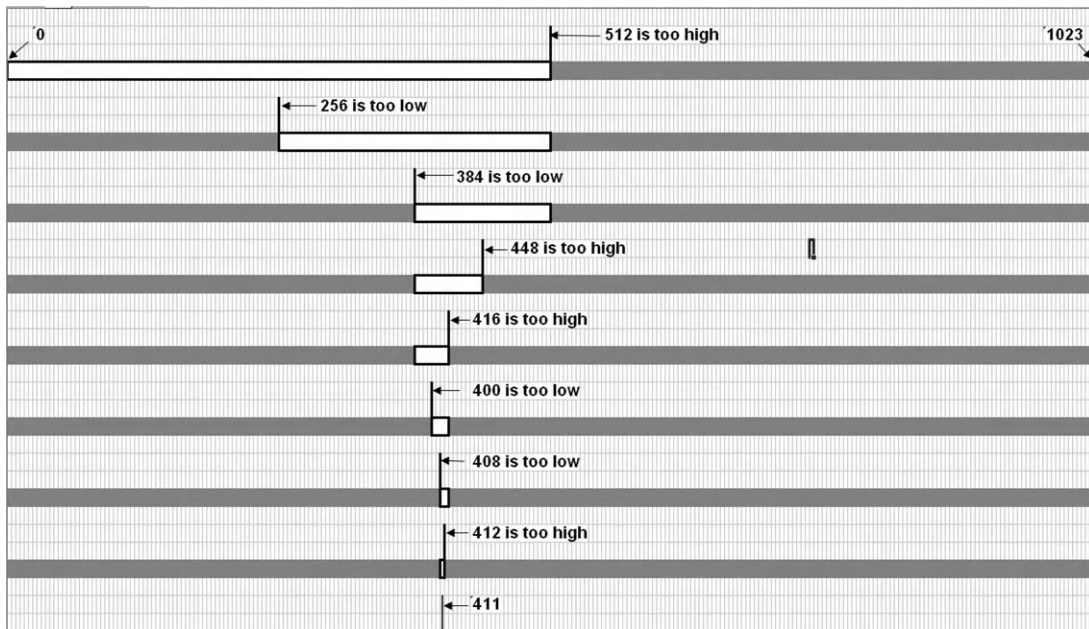 0
512 is too high
1023
256 is too low
384 is too low
448 is too high
416 is too high
400 is too low
408 is too low
412 is too high
411